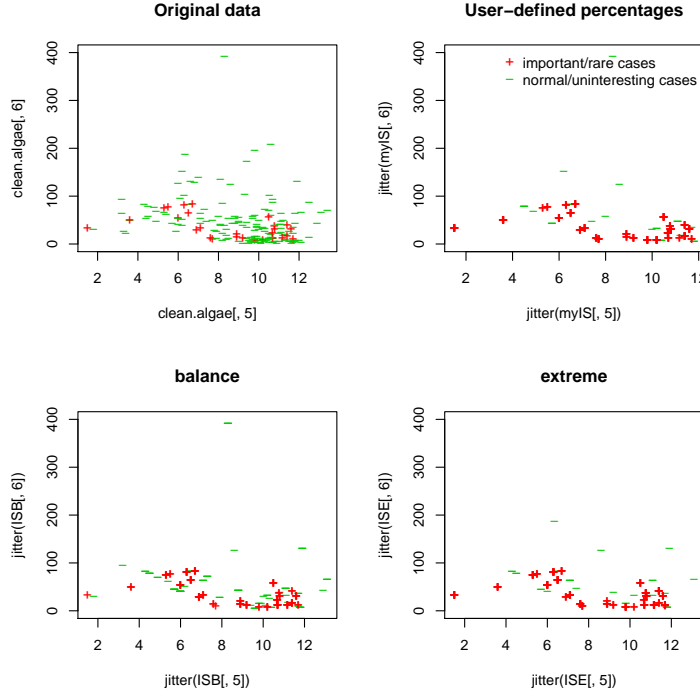 Original data
User−defined percentages
400
300
200
100
0
clean.algae[, 6]
2 4 6 8 10 12
clean.algae[, 5]
400
300
200
100
0
jitter(myIS[, 6])
+ important/rare cases
− normal/uninteresting cases
2 4 6 8 10 12
jitter(myIS[, 5])
balance
extreme
400
300
200
100
0
jitter(ISB[, 6])
2 4 6 8 10 12
jitter(ISB[, 5])
400
300
200
100
0
jitter(ISE[, 6])
2 4 6 8 10 12
jitter(ISE[, 5])